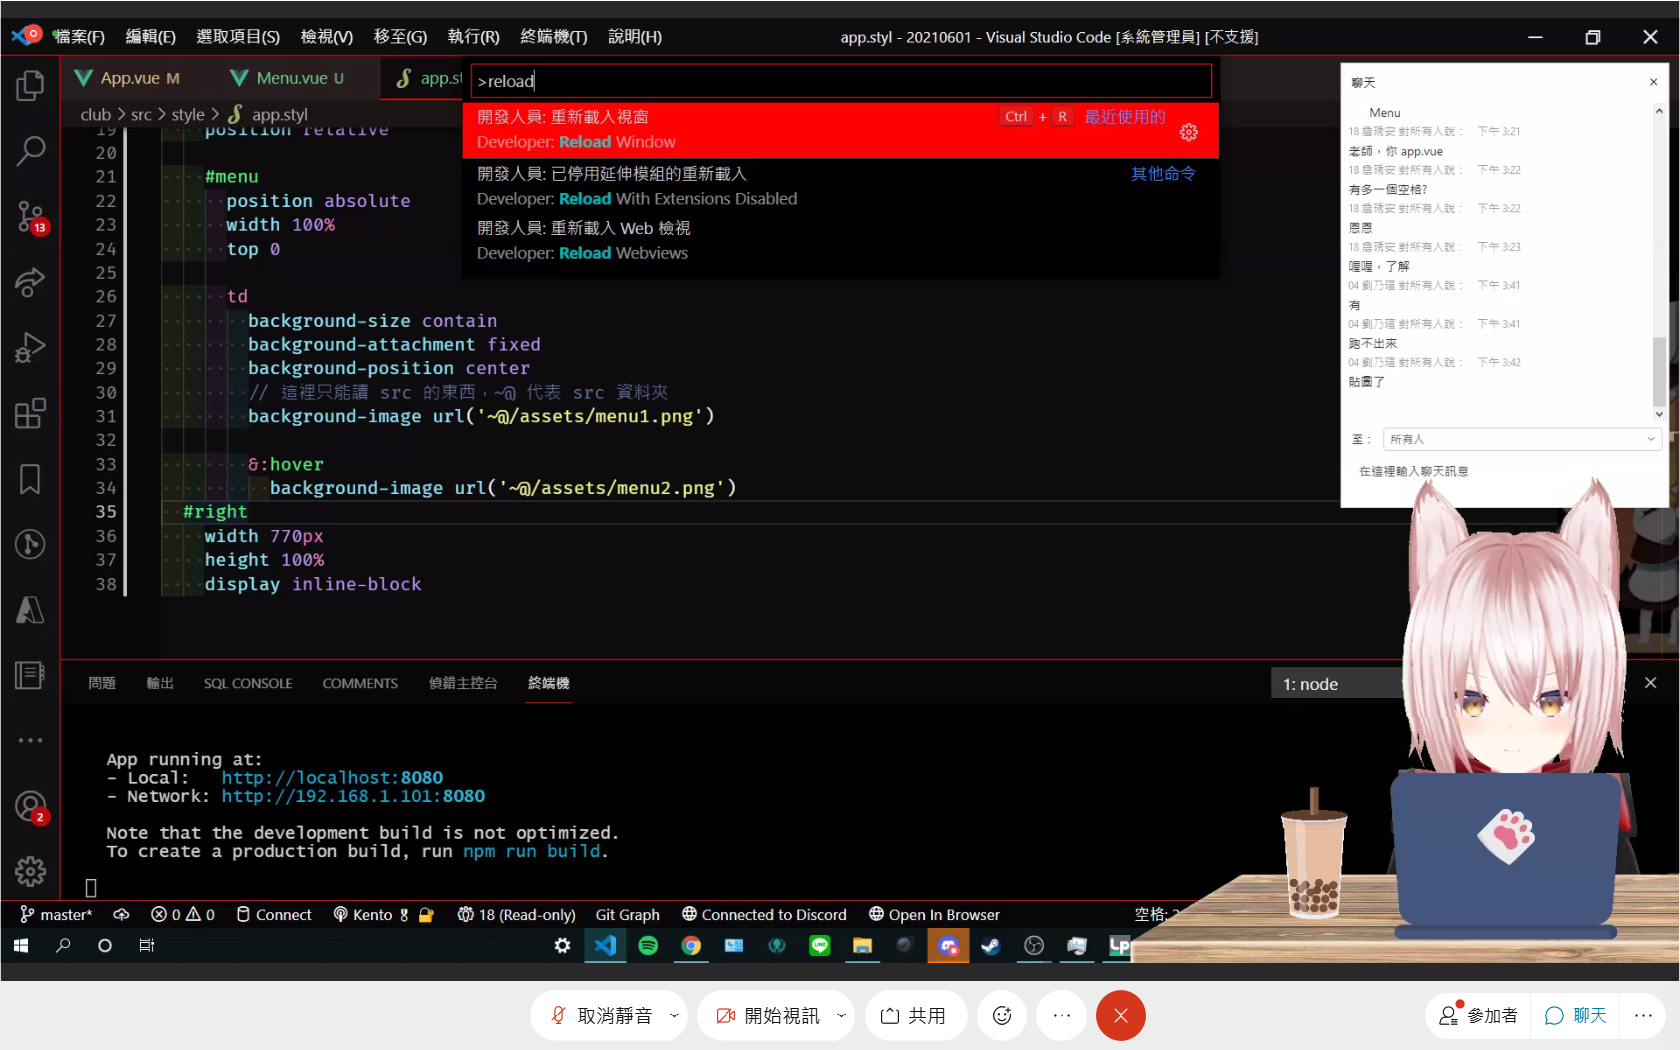 檔案(F) 編輯(E) 選取項目(S) 檢視(V) 移至(G) 執行(R) 終端機(T) 說明(H)
app.styl - 20210601 - Visual Studio Code [系統管理員] [不支援]
App.vue M
Menu.vue U
app.st
>reload
club > src > style > app.styl
開發人員: 重新載入視窗
Ctrl + R 最近使用的
Developer: Reload Window
開發人員: 已停用延伸模組的重新載入
其他命令
Developer: Reload With Extensions Disabled
開發人員: 重新載入 Web 檢視
Developer: Reload Webviews
19 position relative
20
21 #menu
22 position absolute
23 width 100%
24 top 0
25
26 td
27 background-size contain
28 background-attachment fixed
29 background-position center
30 // 這裡只能讀 src 的東西，~@ 代表 src 資料夾
31 background-image url('~@/assets/menu1.png')
32
33 &:hover
34 background-image url('~@/assets/menu2.png')
35 #right
36 width 770px
37 height 100%
38 display inline-block
聊天
Menu
18 詹琇安 對所有人說： 下午 3:21
老師，你 app.vue
18 詹琇安 對所有人說： 下午 3:22
有多一個空格?
18 詹琇安 對所有人說： 下午 3:22
恩恩
18 詹琇安 對所有人說： 下午 3:23
喔喔，了解
04 劉乃瑄 對所有人說： 下午 3:41
有
04 劉乃瑄 對所有人說： 下午 3:41
跑不出來
04 劉乃瑄 對所有人說： 下午 3:42
貼圖了
至： 所有人
在這裡輸入聊天訊息
問題 輸出 SQL CONSOLE COMMENTS 偵錯主控台 終端機
1: node
App running at:
- Local: http://localhost:8080
- Network: http://192.168.1.101:8080
Note that the development build is not optimized.
To create a production build, run npm run build.
13
2
master* 0 0 Connect Kento 18 (Read-only) Git Graph Connected to Discord Open In Browser 空格:
LINE
Lp
取消靜音 開始視訊 共用
參加者 聊天